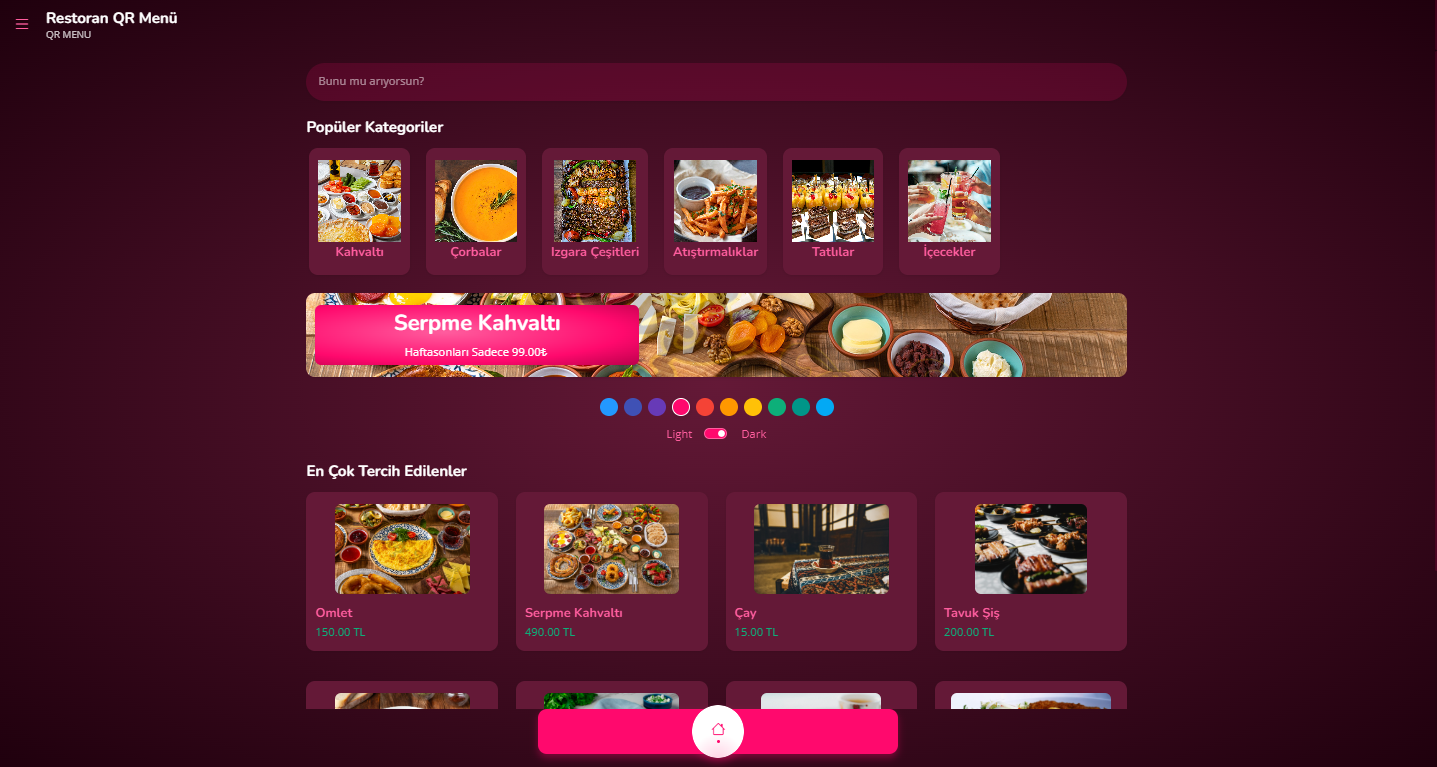 Restoran QR Menü
QR MENU
Bunu mu arıyorsun?
Popüler Kategoriler
Kahvaltı
Çorbalar
Izgara Çeşitleri
Atıştırmalıklar
Tatlılar
İçecekler
Serpme Kahvaltı
Haftasonları Sadece 99.00₺
Light
Dark
En Çok Tercih Edilenler
Omlet
150.00 TL
Serpme Kahvaltı
490.00 TL
Çay
15.00 TL
Tavuk Şiş
200.00 TL